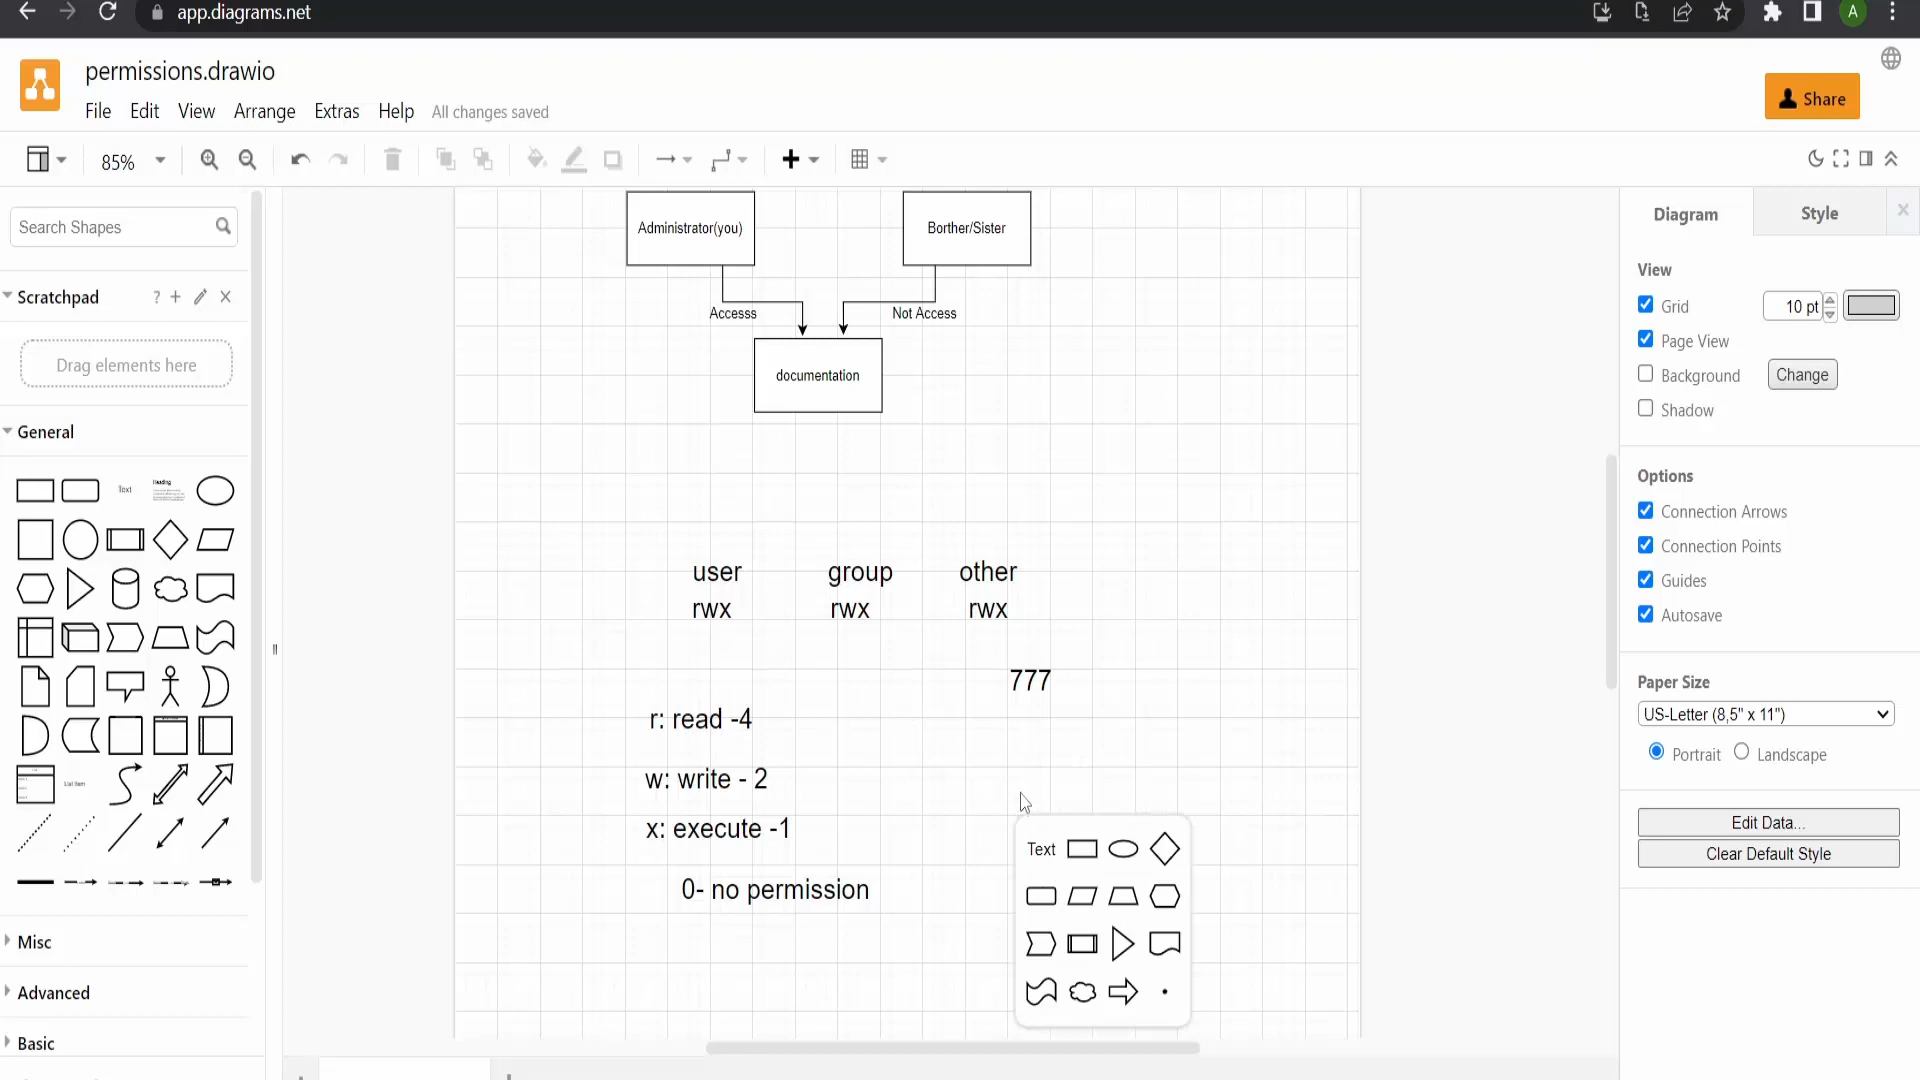 app.diagrams.net
A
permissions.drawio
File Edit View Arrange Extras Help All changes saved
Share
85%
Search Shapes
Scratchpad ?
Drag elements here
General
Text
Heading
List Item
Misc
Advanced
Basic
Administrator(you)
Borther/Sister
Accesss
Not Access
documentation
user group other
rwx rwx rwx
777
r: read -4
w: write - 2
x: execute -1
0- no permission
Text
Diagram Style
View
Grid 10 pt
Page View
Background Change
Shadow
Options
Connection Arrows
Connection Points
Guides
Autosave
Paper Size
US-Letter (8,5" x 11")
Portrait Landscape
Edit Data...
Clear Default Style